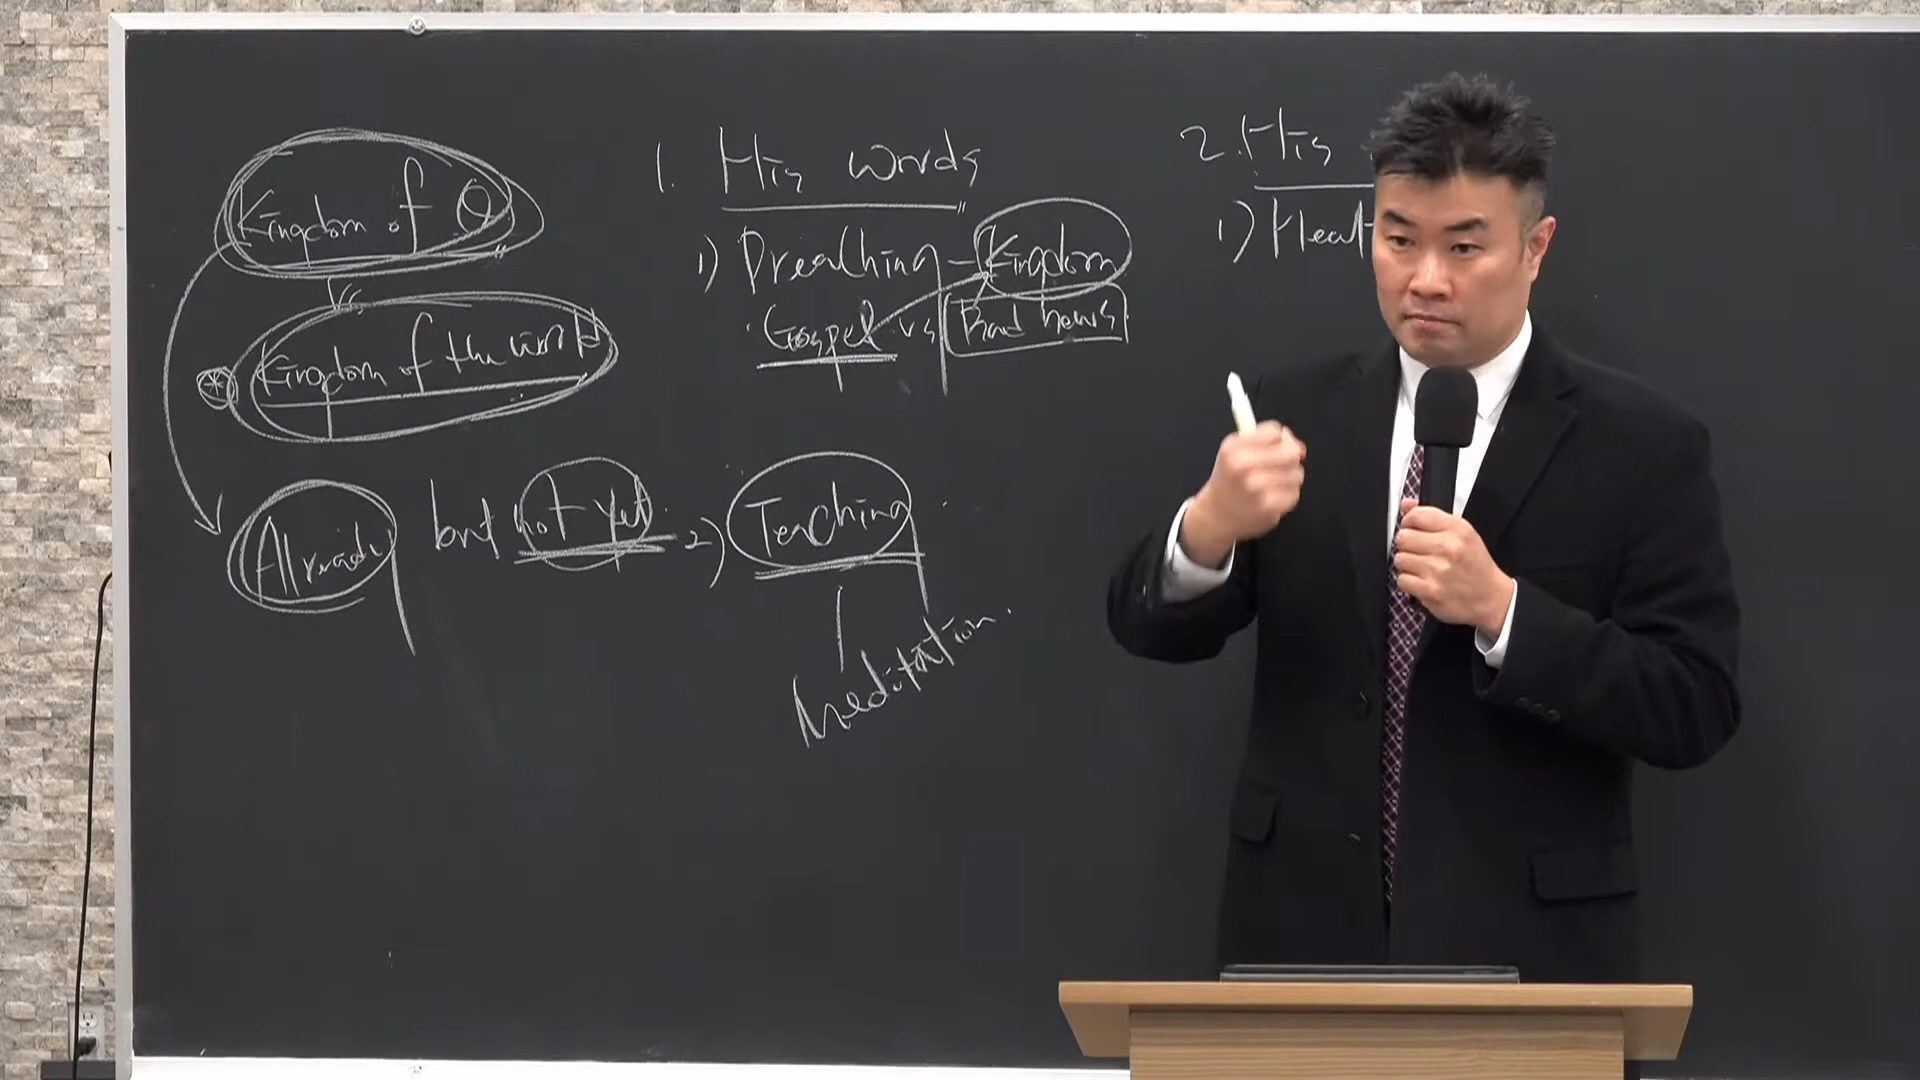 Kingdom of
vs
Kingdom of the world
Already but not yet
1. His words
1) Preaching - Kingdom
Gospel vs Bad news
2) Teaching
Meditation
2. His
1) Heal